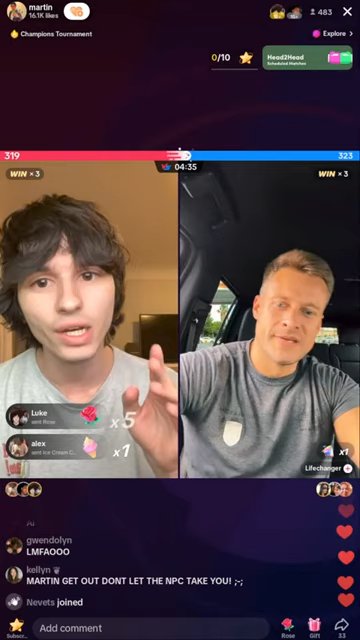 martin
16.1K likes
483
Champions Tournament
Explore >
0/10
Head2Head
Scheduled Matches
319
323
04:35
WIN × 3
WIN × 3
Luke
sent Rose
x5
alex
sent Ice Cream C...
x1
x1
Lifechanger
gwendolyn
LMFAOOO
kellyn
MARTIN GET OUT DONT LET THE NPC TAKE YOU! ;-;
Nevets joined
Subscr...
Add comment
Rose
Gift